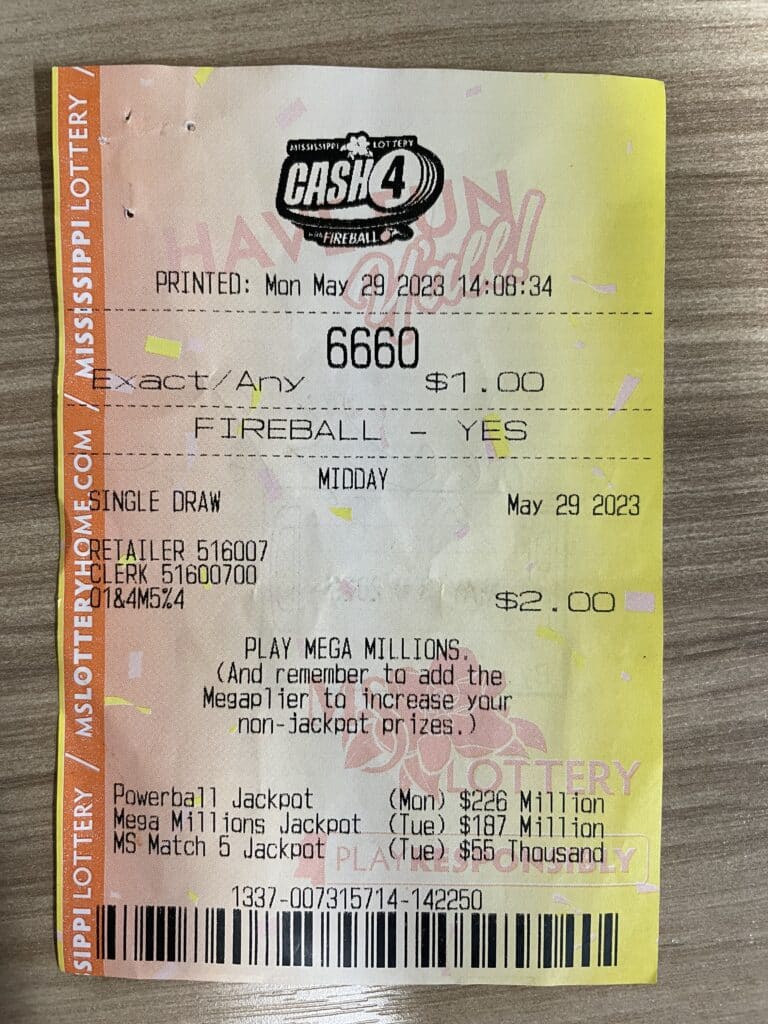 MISSISSIPPI LOTTERY
CASH 4
with FIREBALL
HAVE FUN
Y'all!
PRINTED: Mon May 29 2023 14:08:34
6660
Exact/Any $1.00
FIREBALL - YES
MIDDAY
SINGLE DRAW May 29 2023
RETAILER 516007
CLERK 51600700
01&4M5%4 $2.00
PLAY MEGA MILLIONS.
(And remember to add the
Megaplier to increase your
non-jackpot prizes.)
MS LOTTERY
Powerball Jackpot (Mon) $226 Million
Mega Millions Jackpot (Tue) $187 Million
MS Match 5 Jackpot (Tue) $55 Thousand
PLAY RESPONSIBLY
1337-007315714-142250
SIPPI LOTTERY / MSLOTTERYHOME.COM / MISSISSIPPI LOTTERY /